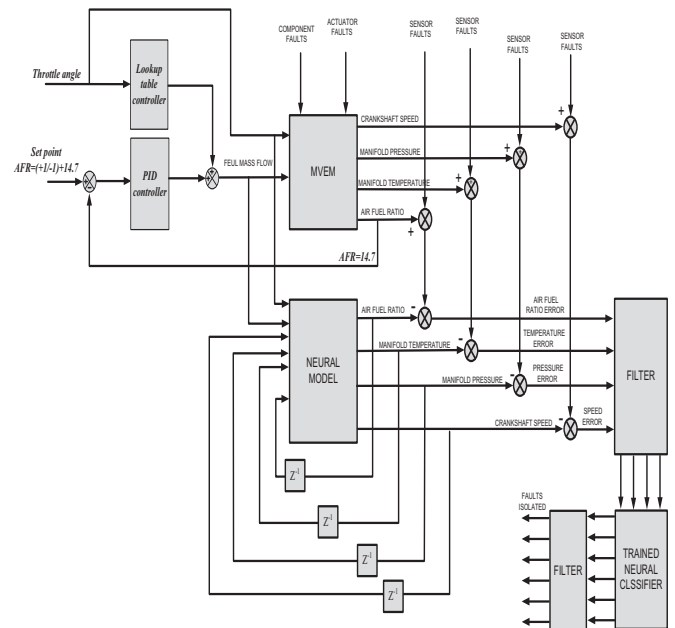 COMPONENT
FAULTS
ACTUATOR
FAULTS
SENSOR
FAULTS
SENSOR
FAULTS
SENSOR
FAULTS
SENSOR
FAULTS
Throttle angle
Lookup
table
controller
Set point
AFR=(+1/-1)+14.7
PID
controller
FEUL MASS FLOW
MVEM
CRANKSHAFT SPEED
MANIFOLD PRESSURE
MANIFOLD TEMPERATURE
AIR FUEL RATIO
+
+
+
+
AFR=14.7
NEURAL
MODEL
AIR FUEL RATIO
MANIFOLD TEMPERATURE
MANIFOLD PRESSURE
CRANKSHAFT SPEED
-
-
-
-
AIR FUEL
RATIO ERROR
TEMPERATURE
ERROR
PRESSURE
ERROR
SPEED
ERROR
FILTER
Z-1
Z-1
Z-1
Z-1
FAULTS
ISOLATED
FILTER
TRAINED
NEURAL
CLSSIFIER